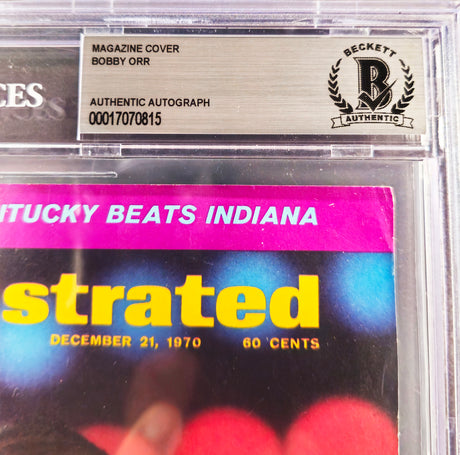 MAGAZINE COVER
BOBBY ORR
AUTHENTIC AUTOGRAPH
00017070815
BECKETT
B
AUTHENTIC
CES
TUCKY BEATS INDIANA
strated
DECEMBER 21, 1970 60 CENTS